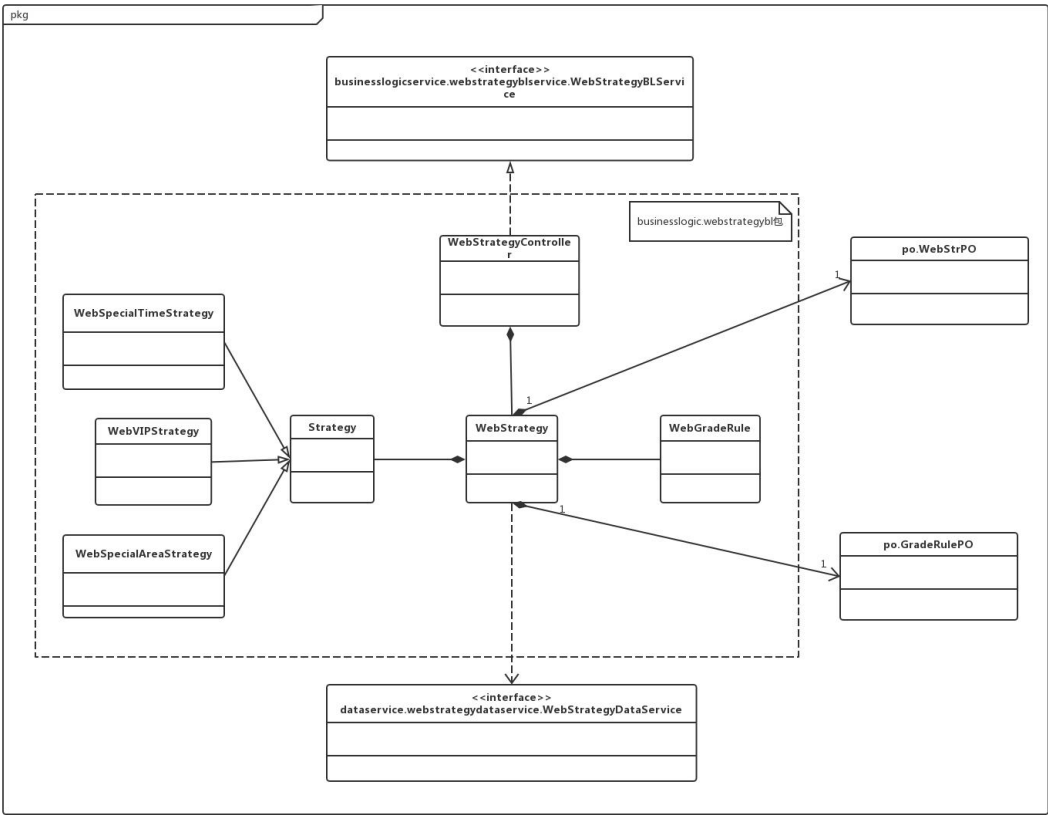 pkg
<<interface>>
businesslogicservice.webstrategyblservice.WebStrategyBLServi
ce
businesslogic.webstrategybl包
WebStrategyControlle
r
po.WebStrPO
1
WebSpecialTimeStrategy
1
WebVIPStrategy
Strategy
WebStrategy
WebGradeRule
1
WebSpecialAreaStrategy
po.GradeRulePO
1
<<interface>>
dataservice.webstrategydataservice.WebStrategyDataService